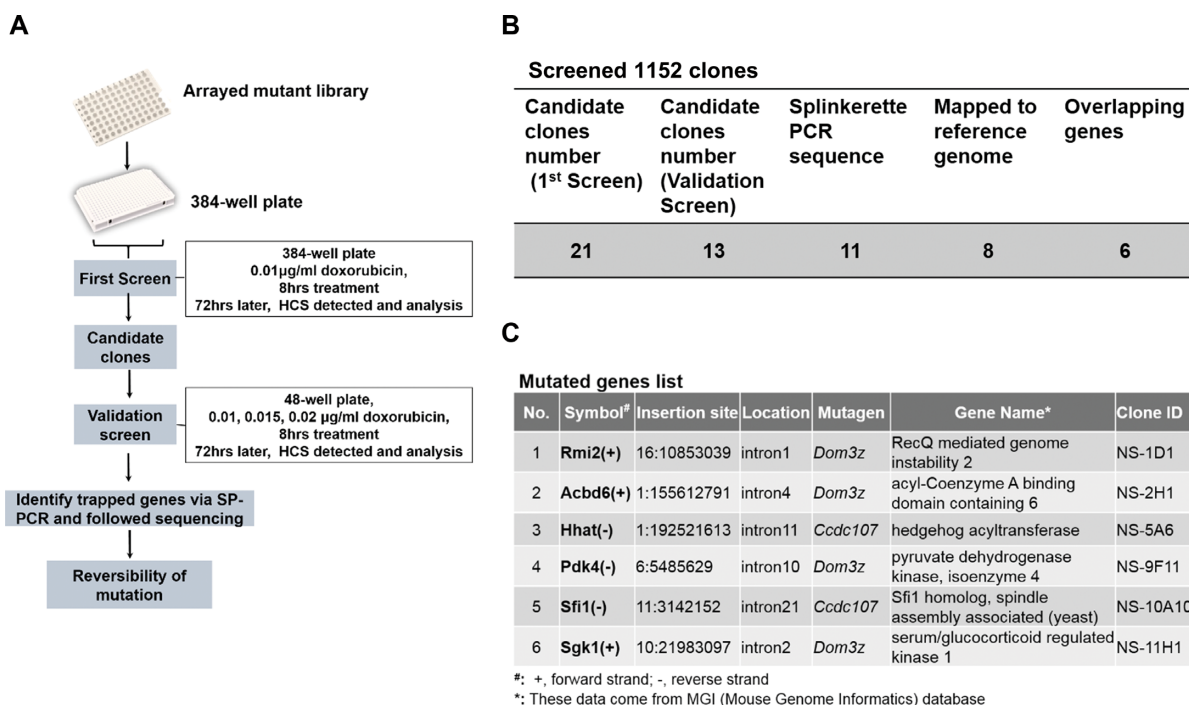 A
Arrayed mutant library
384-well plate
First Screen
384-well plate
0.01µg/ml doxorubicin,
8hrs treatment
72hrs later, HCS detected and analysis
Candidate
clones
Validation
screen
48-well plate,
0.01, 0.015, 0.02 µg/ml doxorubicin,
8hrs treatment
72hrs later, HCS detected and analysis
Identify trapped genes via SP-
PCR and followed sequencing
Reversibility of
mutation
B
Screened 1152 clones
Candidate clones number (1st Screen) Candidate clones number (Validation Screen) Splinkerette PCR sequence Mapped to reference genome Overlapping genes
21 13 11 8 6
C
Mutated genes list
No. Symbol# Insertion site Location Mutagen Gene Name* Clone ID
1 Rmi2(+) 16:10853039 intron1 Dom3z RecQ mediated genome instability 2 NS-1D1
2 Acbd6(+) 1:155612791 intron4 Dom3z acyl-Coenzyme A binding domain containing 6 NS-2H1
3 Hhat(-) 1:192521613 intron11 Ccdc107 hedgehog acyltransferase NS-5A6
4 Pdk4(-) 6:5485629 intron10 Dom3z pyruvate dehydrogenase kinase, isoenzyme 4 NS-9F11
5 Sfi1(-) 11:3142152 intron21 Ccdc107 Sfi1 homolog, spindle assembly associated (yeast) NS-10A10
6 Sgk1(+) 10:21983097 intron2 Dom3z serum/glucocorticoid regulated kinase 1 NS-11H1
#: +, forward strand; -, reverse strand
*: These data come from MGI (Mouse Genome Informatics) database